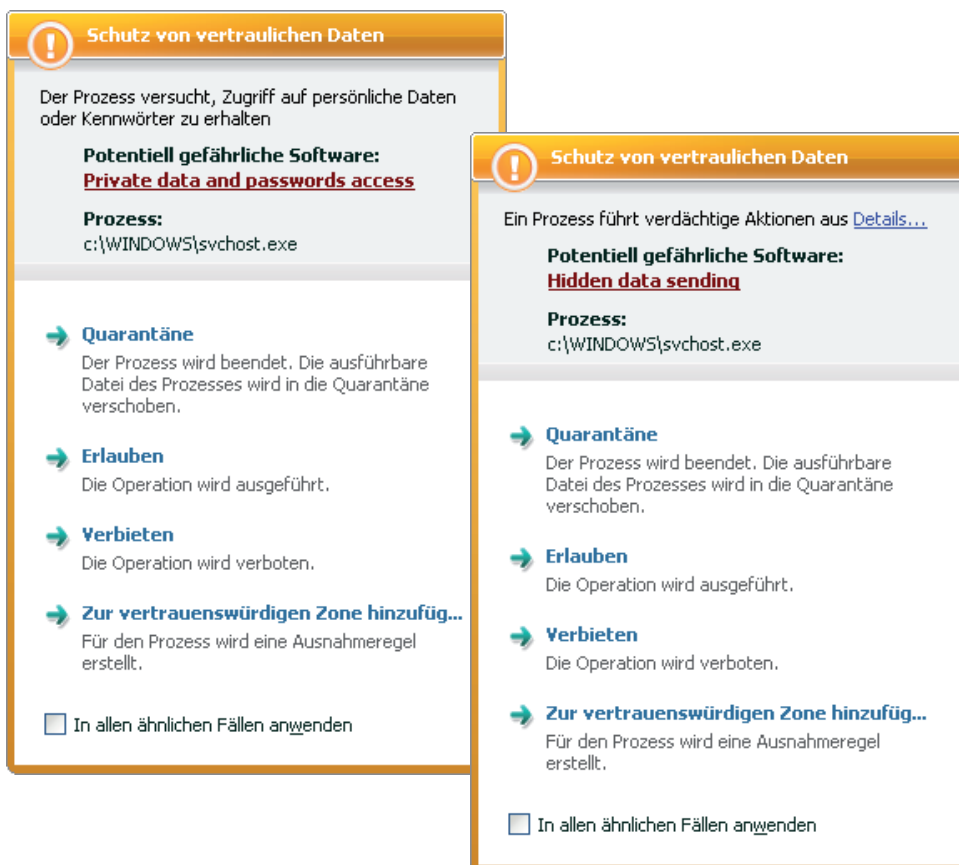 Schutz von vertraulichen Daten
Der Prozess versucht, Zugriff auf persönliche Daten
oder Kennwörter zu erhalten
Potentiell gefährliche Software:
Private data and passwords access
Prozess:
c:\WINDOWS\svchost.exe
Quarantäne
Der Prozess wird beendet. Die ausführbare
Datei des Prozesses wird in die Quarantäne
verschoben.
Erlauben
Die Operation wird ausgeführt.
Verbieten
Die Operation wird verboten.
Zur vertrauenswürdigen Zone hinzufüg...
Für den Prozess wird eine Ausnahmeregel
erstellt.
In allen ähnlichen Fällen anwenden
Schutz von vertraulichen Daten
Ein Prozess führt verdächtige Aktionen aus Details...
Potentiell gefährliche Software:
Hidden data sending
Prozess:
c:\WINDOWS\svchost.exe
Quarantäne
Der Prozess wird beendet. Die ausführbare
Datei des Prozesses wird in die Quarantäne
verschoben.
Erlauben
Die Operation wird ausgeführt.
Verbieten
Die Operation wird verboten.
Zur vertrauenswürdigen Zone hinzufüg...
Für den Prozess wird eine Ausnahmeregel
erstellt.
In allen ähnlichen Fällen anwenden